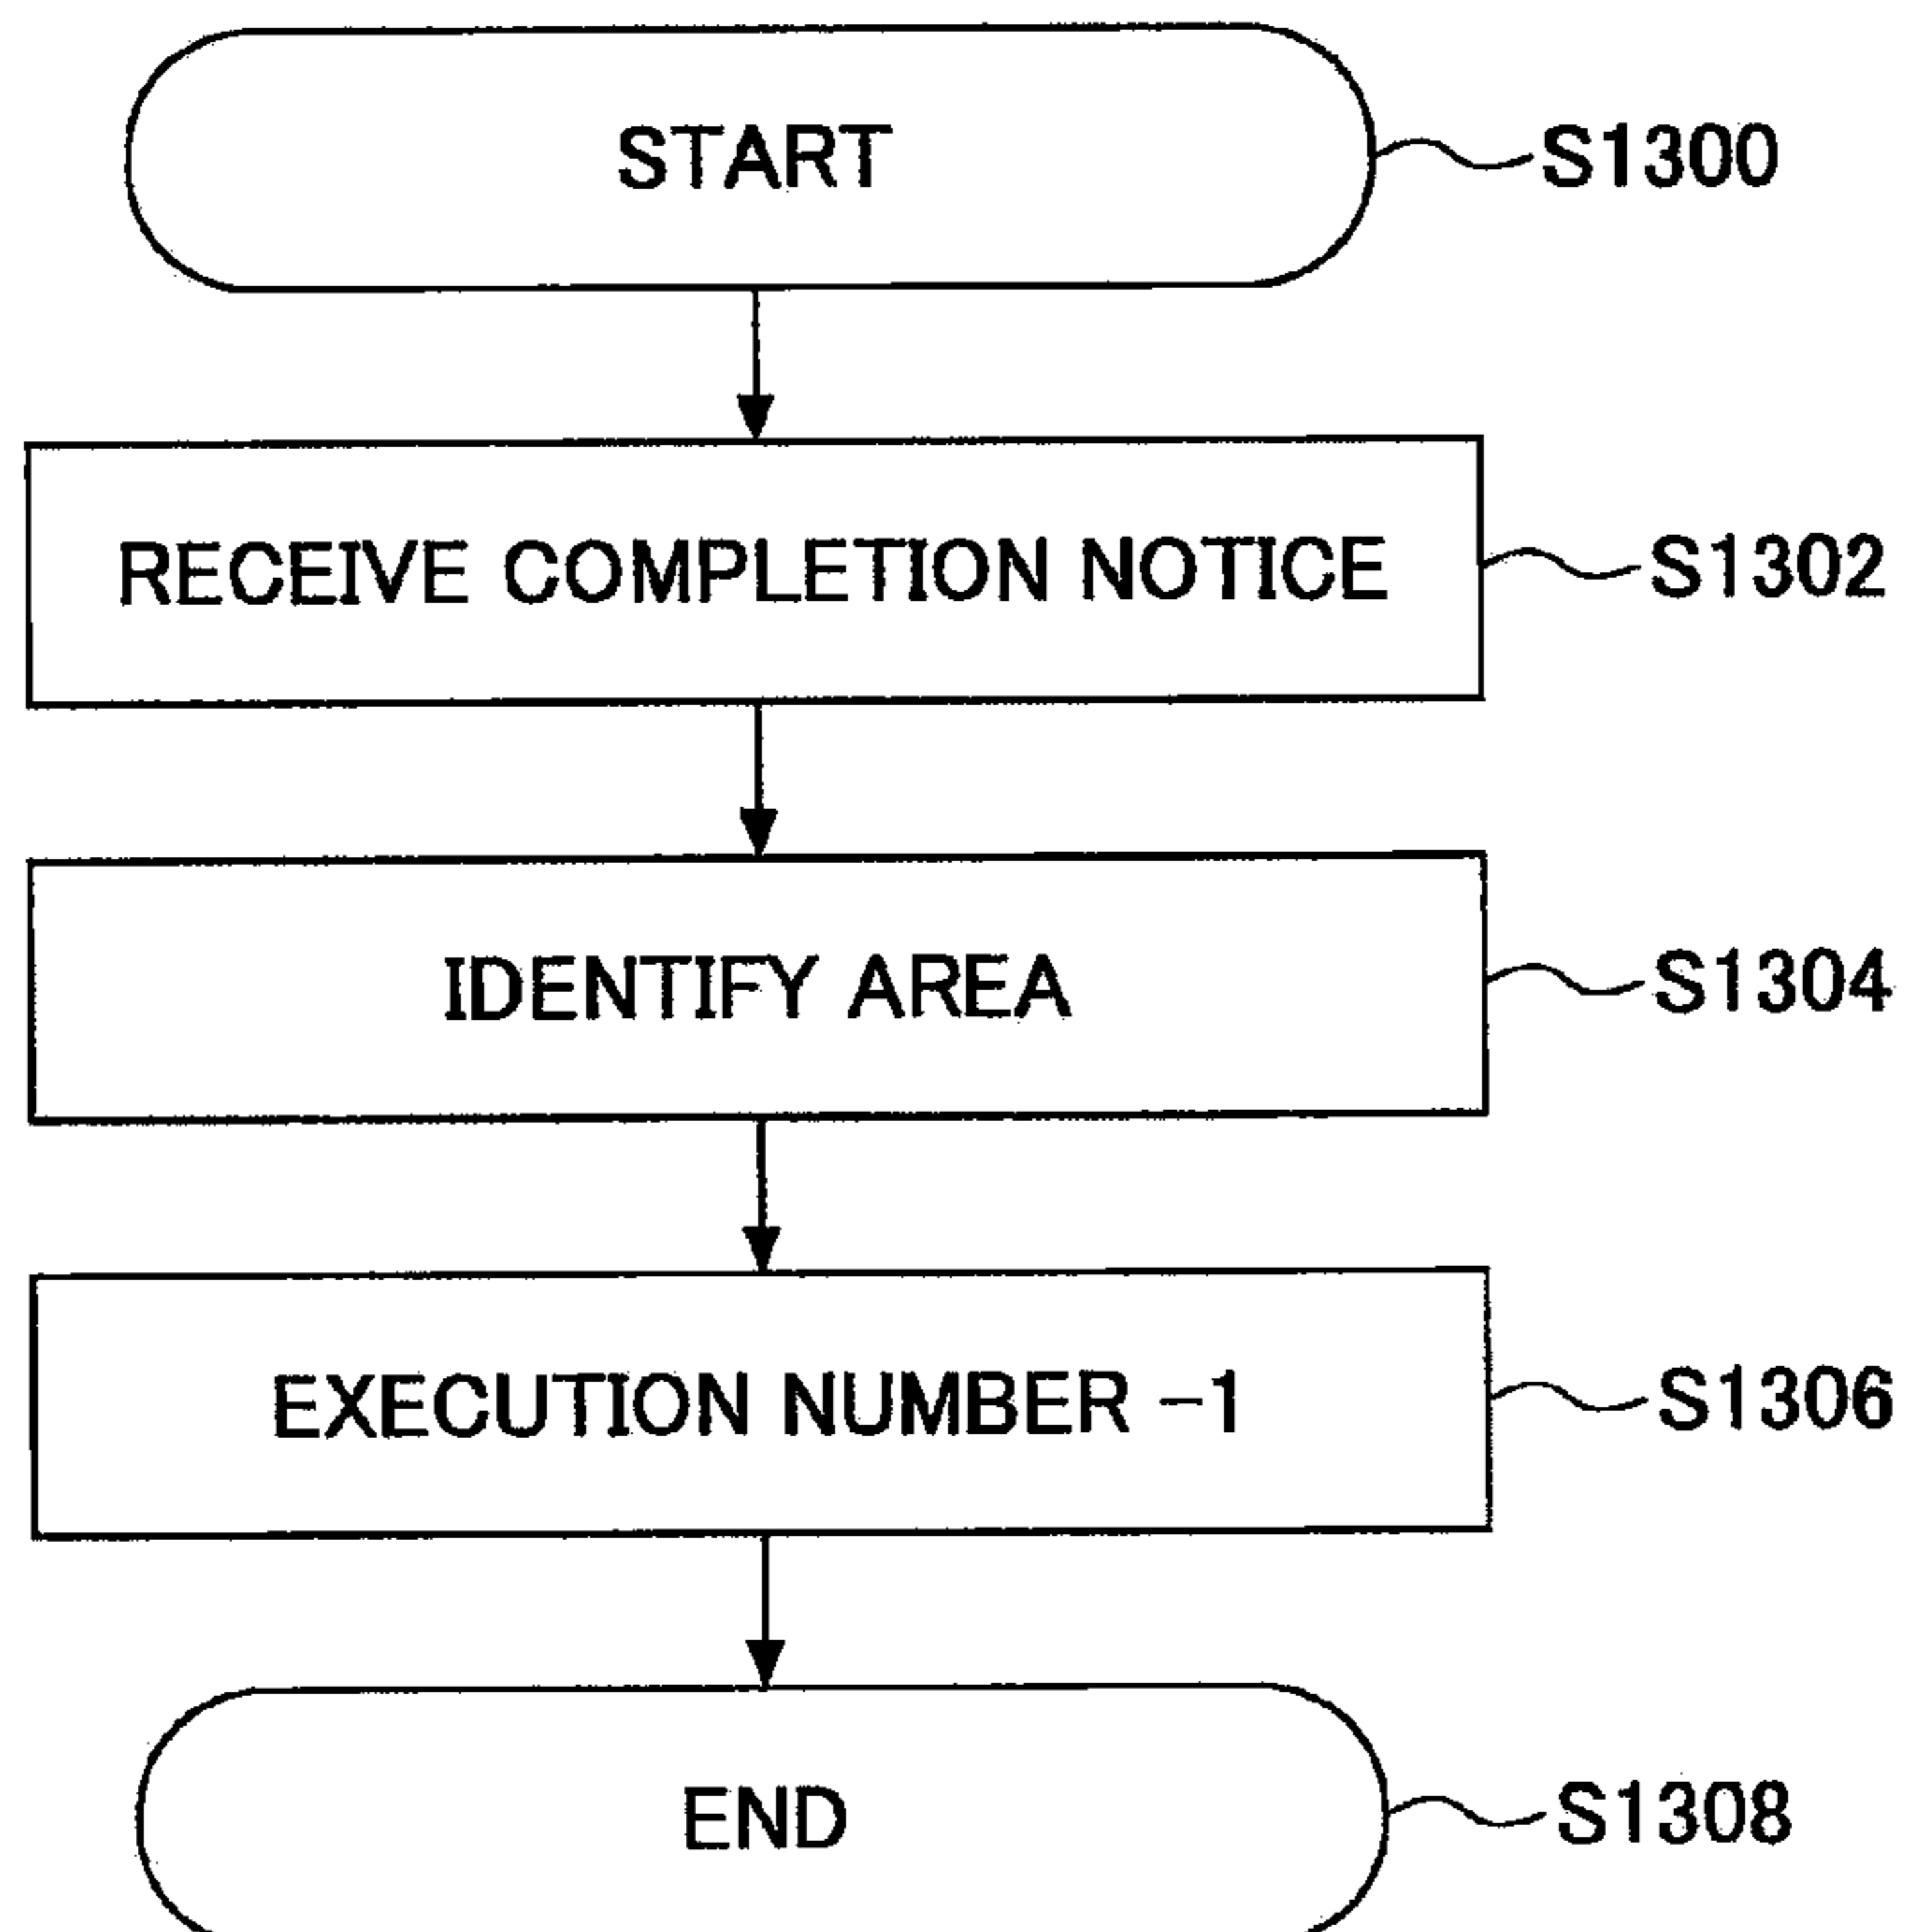 START
S1300
RECEIVE COMPLETION NOTICE
S1302
IDENTIFY AREA
S1304
EXECUTION NUMBER -1
S1306
END
S1308